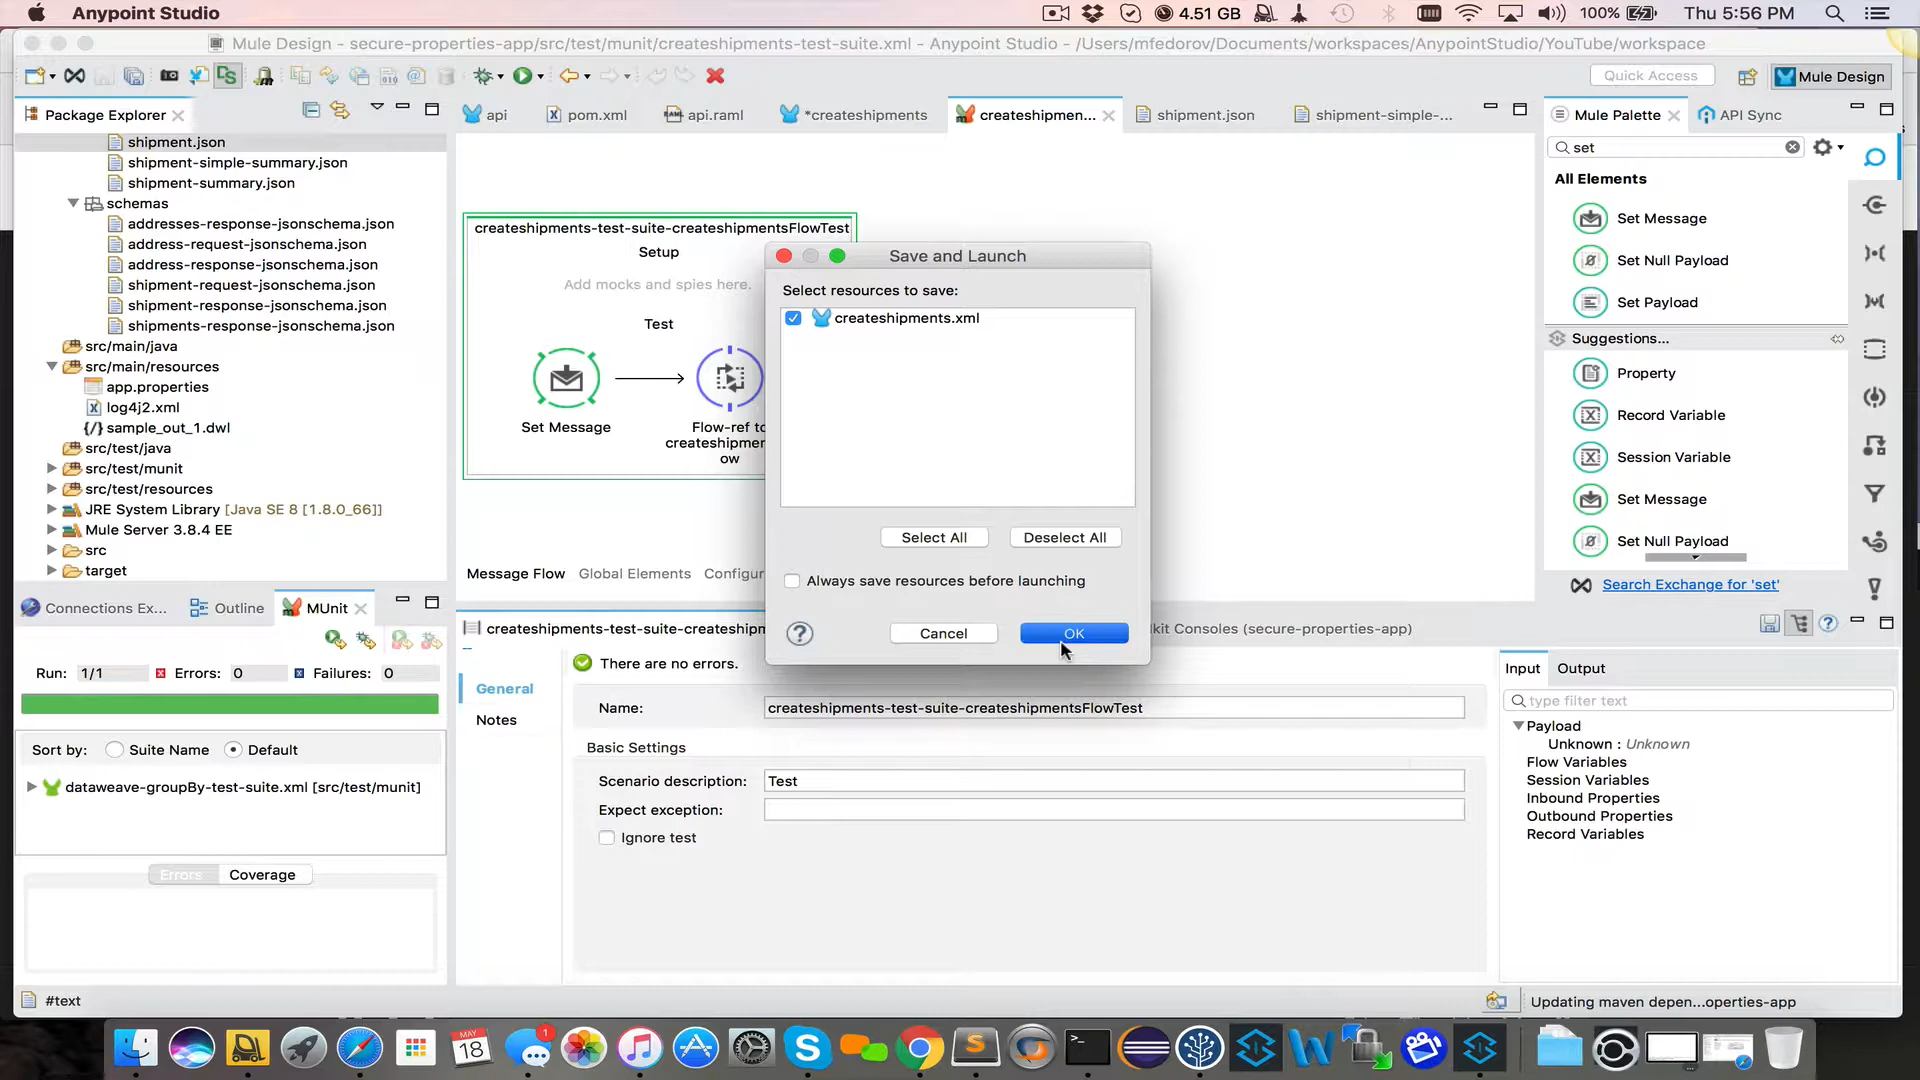 Anypoint Studio
4.51 GB
100%
Thu 5:56 PM
Mule Design - secure-properties-app/src/test/munit/createshipments-test-suite.xml - Anypoint Studio - /Users/mfedorov/Documents/workspaces/AnypointStudio/YouTube/workspace
Quick Access
Mule Design
Package Explorer
api
pom.xml
api.raml
*createshipments
createshipmen...
shipment.json
shipment-simple-...
Mule Palette
API Sync
shipment.json
shipment-simple-summary.json
shipment-summary.json
schemas
addresses-response-jsonschema.json
address-request-jsonschema.json
address-response-jsonschema.json
shipment-request-jsonschema.json
shipment-response-jsonschema.json
shipments-response-jsonschema.json
src/main/java
src/main/resources
app.properties
log4j2.xml
sample_out_1.dwl
src/test/java
src/test/munit
src/test/resources
JRE System Library [Java SE 8 [1.8.0_66]]
Mule Server 3.8.4 EE
src
target
createshipments-test-suite-createshipmentsFlowTest
Setup
Add mocks and spies here.
Test
Set Message
Flow-ref to
createshipmen
ow
Message Flow
Global Elements
Configur
Save and Launch
Select resources to save:
createshipments.xml
Select All
Deselect All
Always save resources before launching
Cancel
OK
set
All Elements
Set Message
Set Null Payload
Set Payload
Suggestions...
Property
Record Variable
Session Variable
Set Message
Set Null Payload
Search Exchange for 'set'
Connections Ex...
Outline
MUnit
Run: 1/1
Errors: 0
Failures: 0
Sort by:
Suite Name
Default
dataweave-groupBy-test-suite.xml [src/test/munit]
Errors
Coverage
createshipments-test-suite-createship
kit Consoles (secure-properties-app)
There are no errors.
General
Notes
Name:
createshipments-test-suite-createshipmentsFlowTest
Basic Settings
Scenario description:
Test
Expect exception:
Ignore test
Input
Output
type filter text
Payload
Unknown : Unknown
Flow Variables
Session Variables
Inbound Properties
Outbound Properties
Record Variables
#text
Updating maven depen...operties-app
MAY
18
1